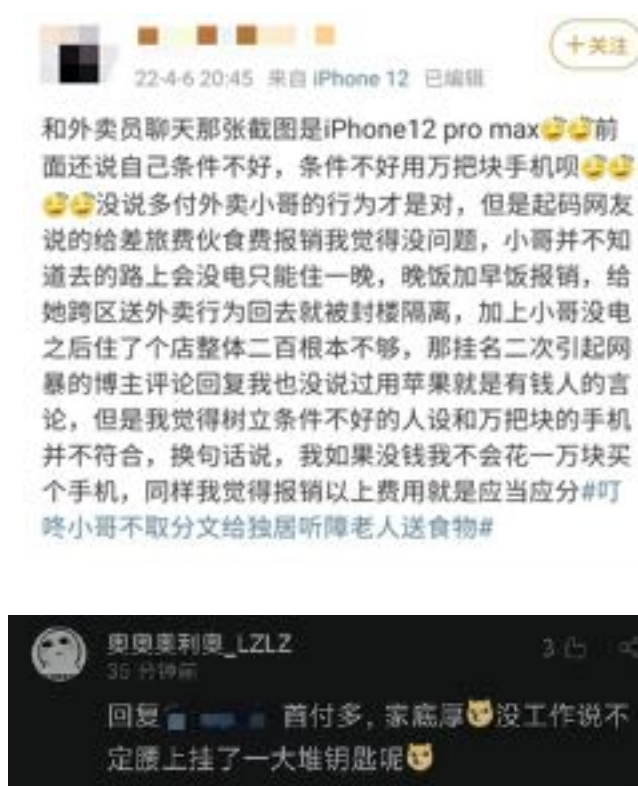 +关注
22-4-6 20:45 来自 iPhone 12 已编辑
和外卖员聊天那张截图是iPhone12 pro max前
面还说自己条件不好，条件不好用万把块手机呗
没说多付外卖小哥的行为才是对，但是起码网友
说的给差旅费伙食费报销我觉得没问题，小哥并不知
道去的路上会没电只能住一晚，晚饭加早饭报销，给
她跨区送外卖行为回去就被封楼隔离，加上小哥没电
之后住了个店整体二百根本不够，那挂名二次引起网
暴的博主评论回复我也没说过用苹果就是有钱人的言
论，但是我觉得树立条件不好的人设和万把块的手机
并不符合，换句话说，我如果没钱我不会花一万块买
个手机，同样我觉得报销以上费用就是应当应分#叮
咚小哥不取分文给独居听障老人送食物#
奥奥奥利奥_LZLZ
3
35 分钟前
回复 首付多，家底厚没工作说不
定腰上挂了一大堆钥匙呢